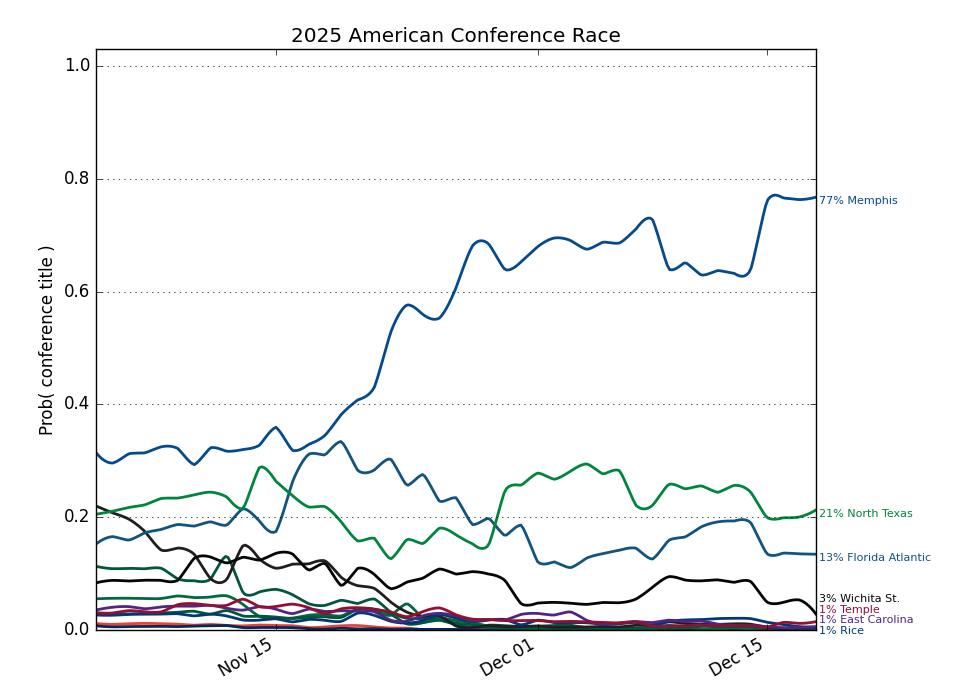 2025 American Conference Race
Prob( conference title )
1.0
0.8
0.6
0.4
0.2
0.0
Nov 15
Dec 01
Dec 15
77% Memphis
21% North Texas
13% Florida Atlantic
3% Wichita St.
1% Temple
1% East Carolina
1% Rice